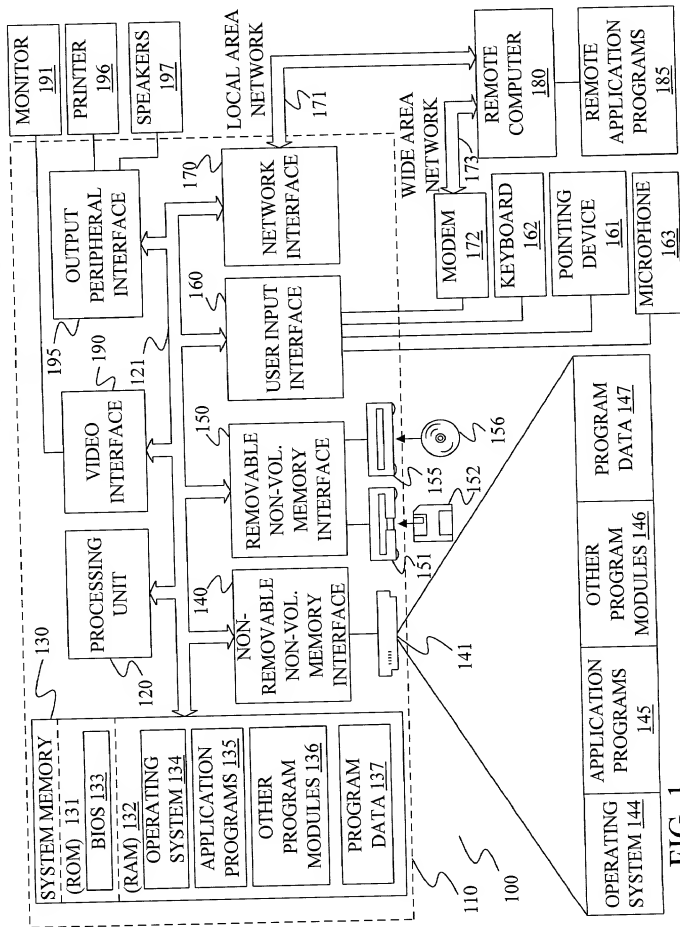 SYSTEM MEMORY
(ROM) 131
BIOS 133
(RAM) 132
OPERATING
SYSTEM 134
APPLICATION
PROGRAMS 135
OTHER
PROGRAM
MODULES 136
PROGRAM
DATA 137
130
PROCESSING
UNIT
120
VIDEO
INTERFACE
190
121
OUTPUT
PERIPHERAL
INTERFACE
195
MONITOR
191
PRINTER
196
SPEAKERS
197
NON-
REMOVABLE
NON-VOL.
MEMORY
INTERFACE
140
REMOVABLE
NON-VOL.
MEMORY
INTERFACE
150
USER INPUT
INTERFACE
160
NETWORK
INTERFACE
170
LOCAL AREA
NETWORK
171
110
100
141
151
152
155
156
WIDE AREA
NETWORK
173
MODEM
172
KEYBOARD
162
POINTING
DEVICE
161
MICROPHONE
163
REMOTE
COMPUTER
180
REMOTE
APPLICATION
PROGRAMS
185
OPERATING
SYSTEM 144
APPLICATION
PROGRAMS
145
OTHER
PROGRAM
MODULES 146
PROGRAM
DATA 147
FIG. 1